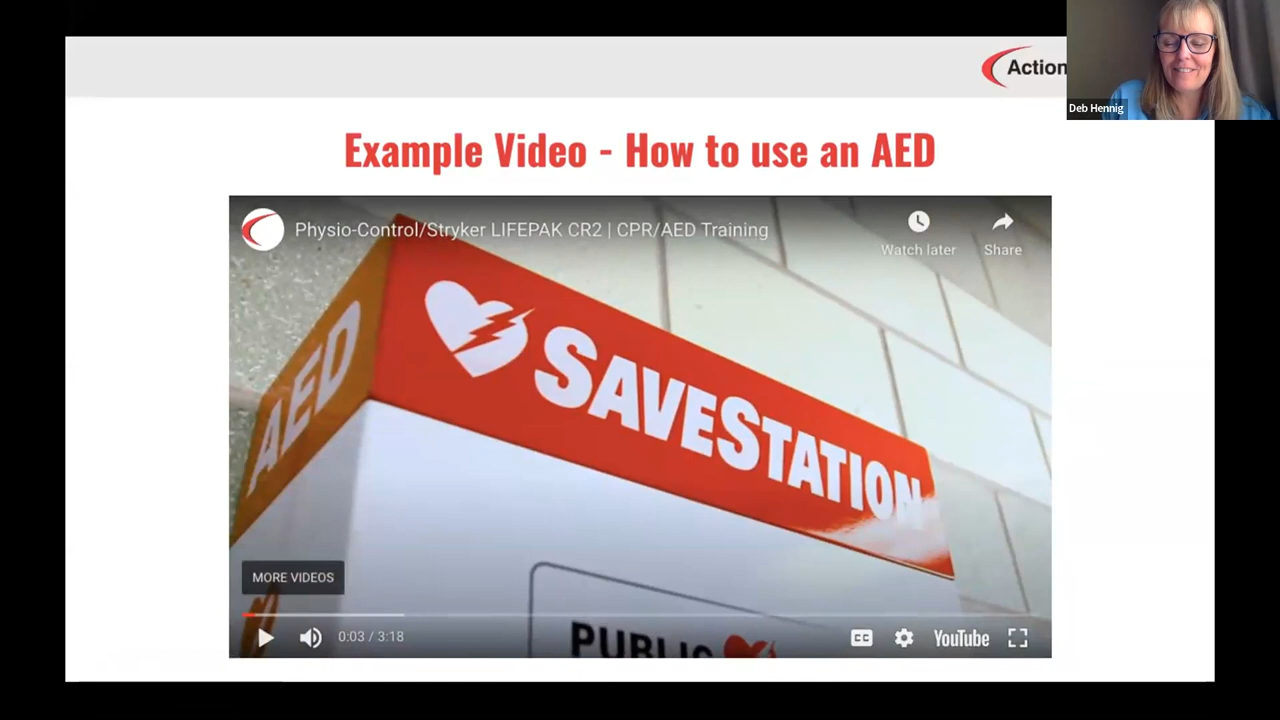 Action
Deb Hennig
Example Video - How to use an AED
Physio-Control/Stryker LIFEPAK CR2 | CPR/AED Training
Watch later
Share
AED
SAVESTATION
MORE VIDEOS
PUBLIC
0:03 / 3:18
CC
YouTube